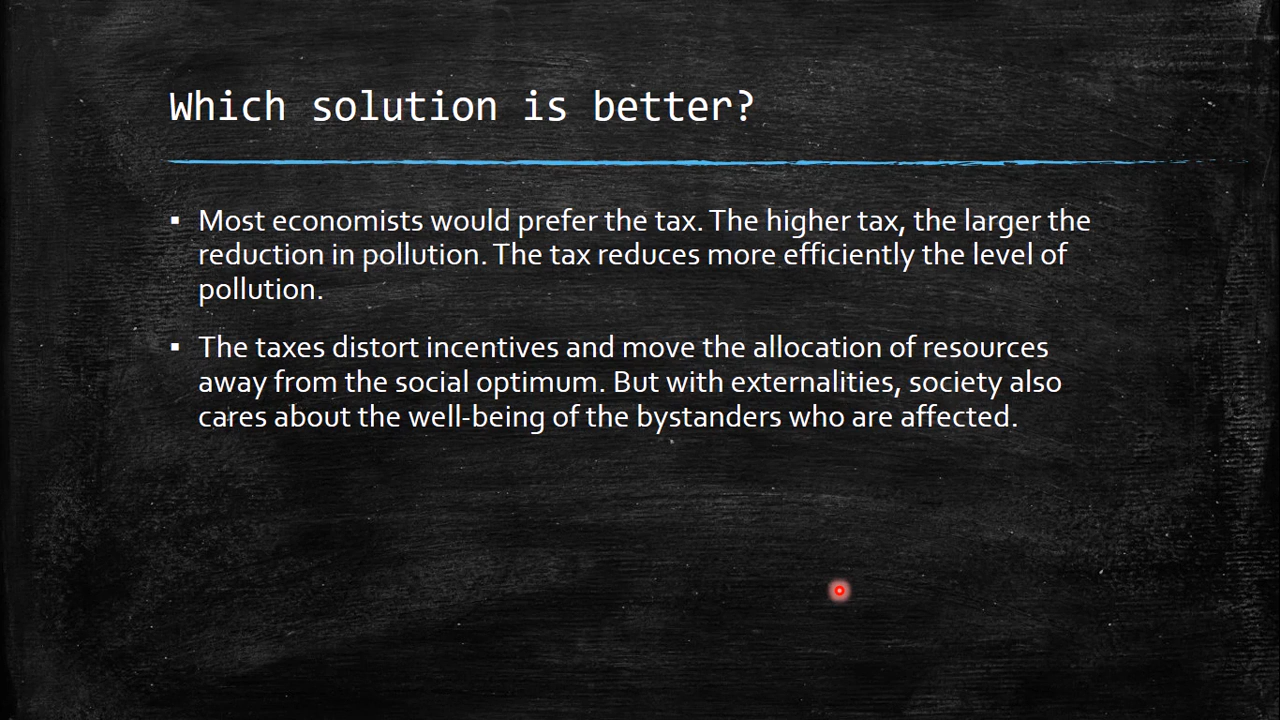 Which solution is better?
▪ Most economists would prefer the tax. The higher tax, the larger the
reduction in pollution. The tax reduces more efficiently the level of
pollution.
▪ The taxes distort incentives and move the allocation of resources
away from the social optimum. But with externalities, society also
cares about the well-being of the bystanders who are affected.